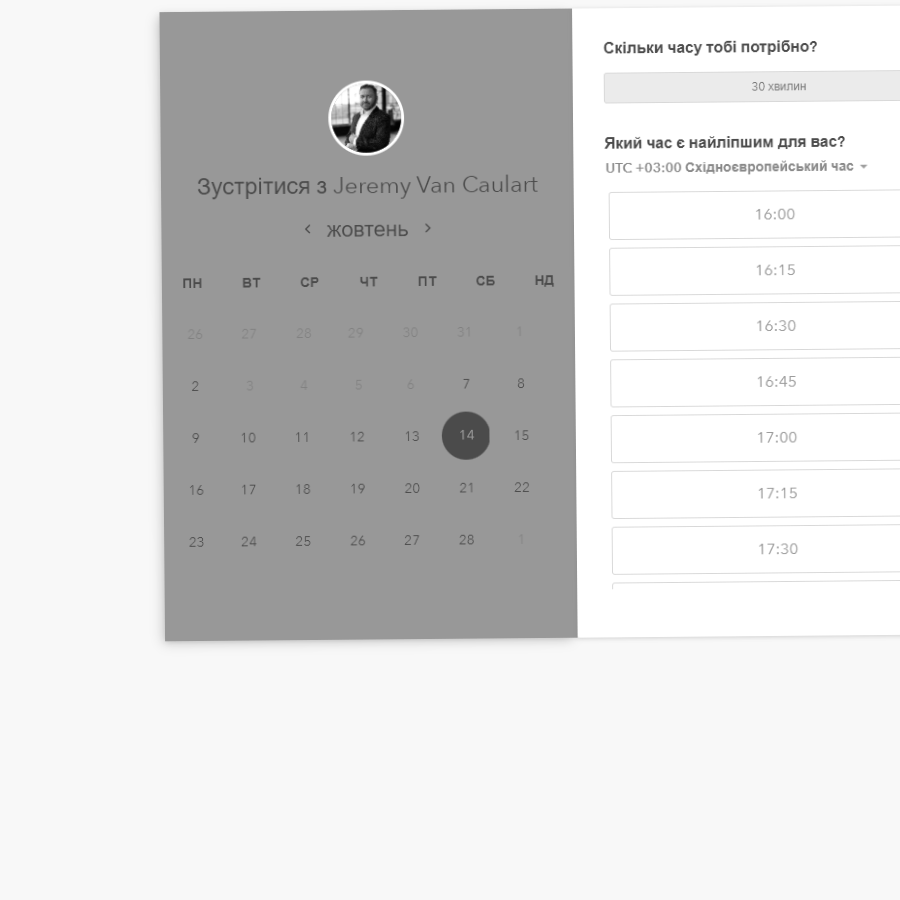 Зустрітися з Jeremy Van Caulart
жовтень
ПН ВТ СР ЧТ ПТ СБ НД
26 27 28 29 30 31 1
2 3 4 5 6 7 8
9 10 11 12 13 14 15
16 17 18 19 20 21 22
23 24 25 26 27 28 1
Скільки часу тобі потрібно?
30 хвилин
Який час є найліпшим для вас?
UTC +03:00 Східноєвропейський час
16:00
16:15
16:30
16:45
17:00
17:15
17:30